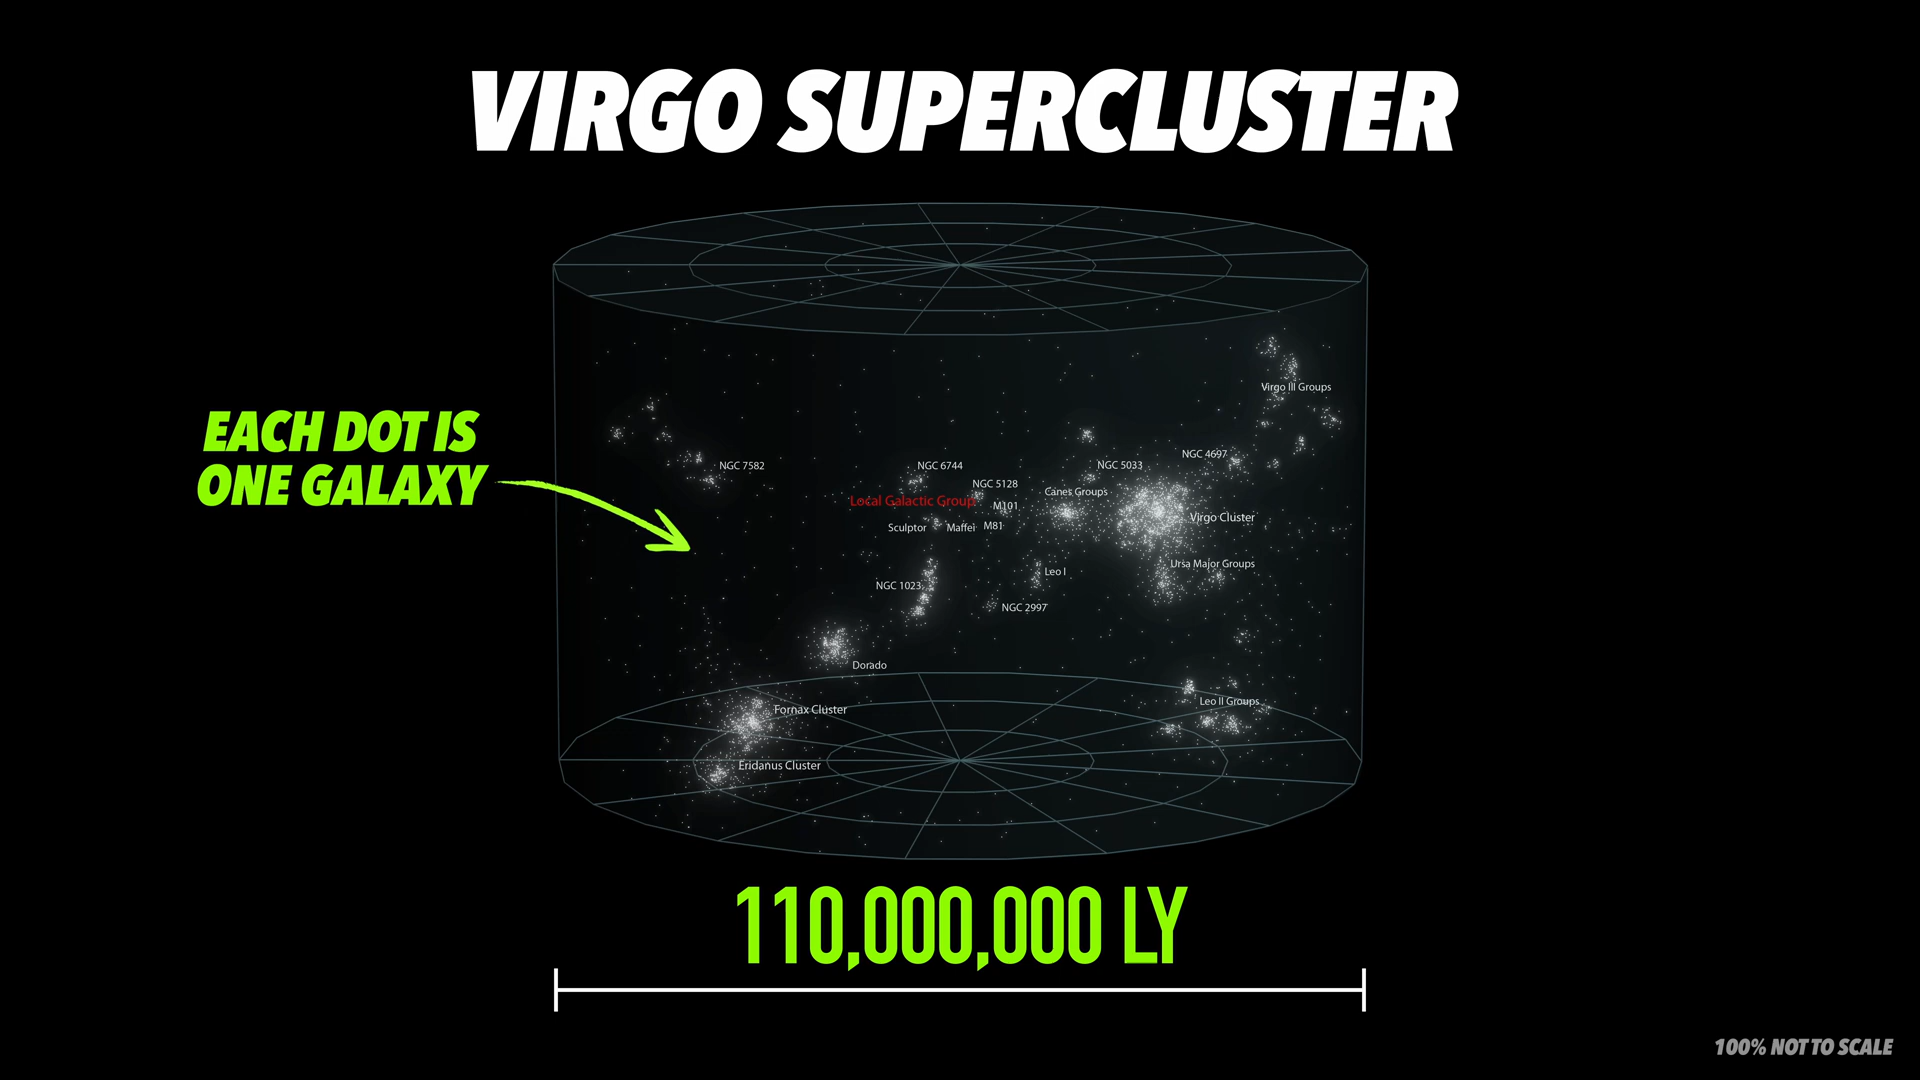 VIRGO SUPERCLUSTER
EACH DOT IS
ONE GALAXY
Virgo III Groups
NGC 7582
NGC 6744
NGC 5033
NGC 4697
NGC 5128
Canes Groups
Local Galactic Group
M101
Virgo Cluster
Sculptor
Maffei
M81
Ursa Major Groups
Leo I
NGC 1023
NGC 2997
Dorado
Leo II Groups
Fornax Cluster
Eridanus Cluster
110,000,000 LY
100% NOT TO SCALE